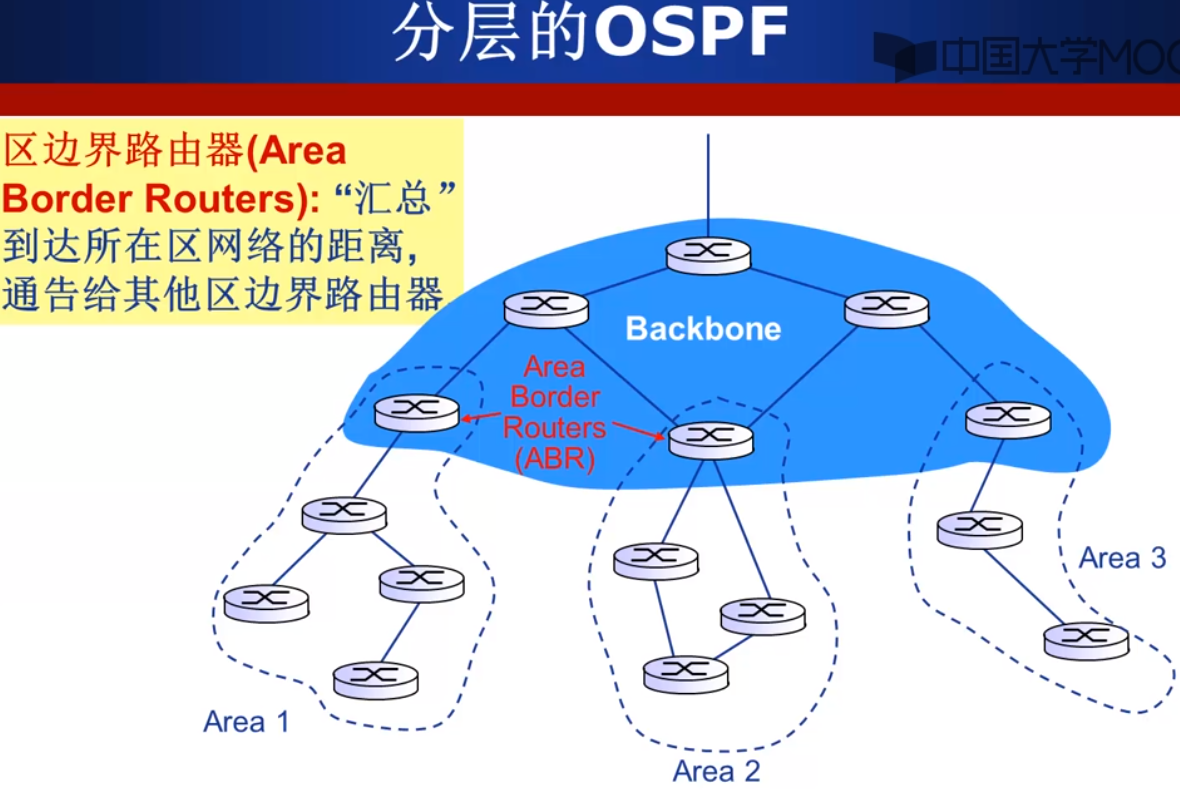 分层的OSPF
中国大学MOO
区边界路由器(Area
Border Routers): “汇总”
到达所在区网络的距离，
通告给其他区边界路由器
Backbone
Area
Border
Routers
(ABR)
Area 3
Area 1
Area 2